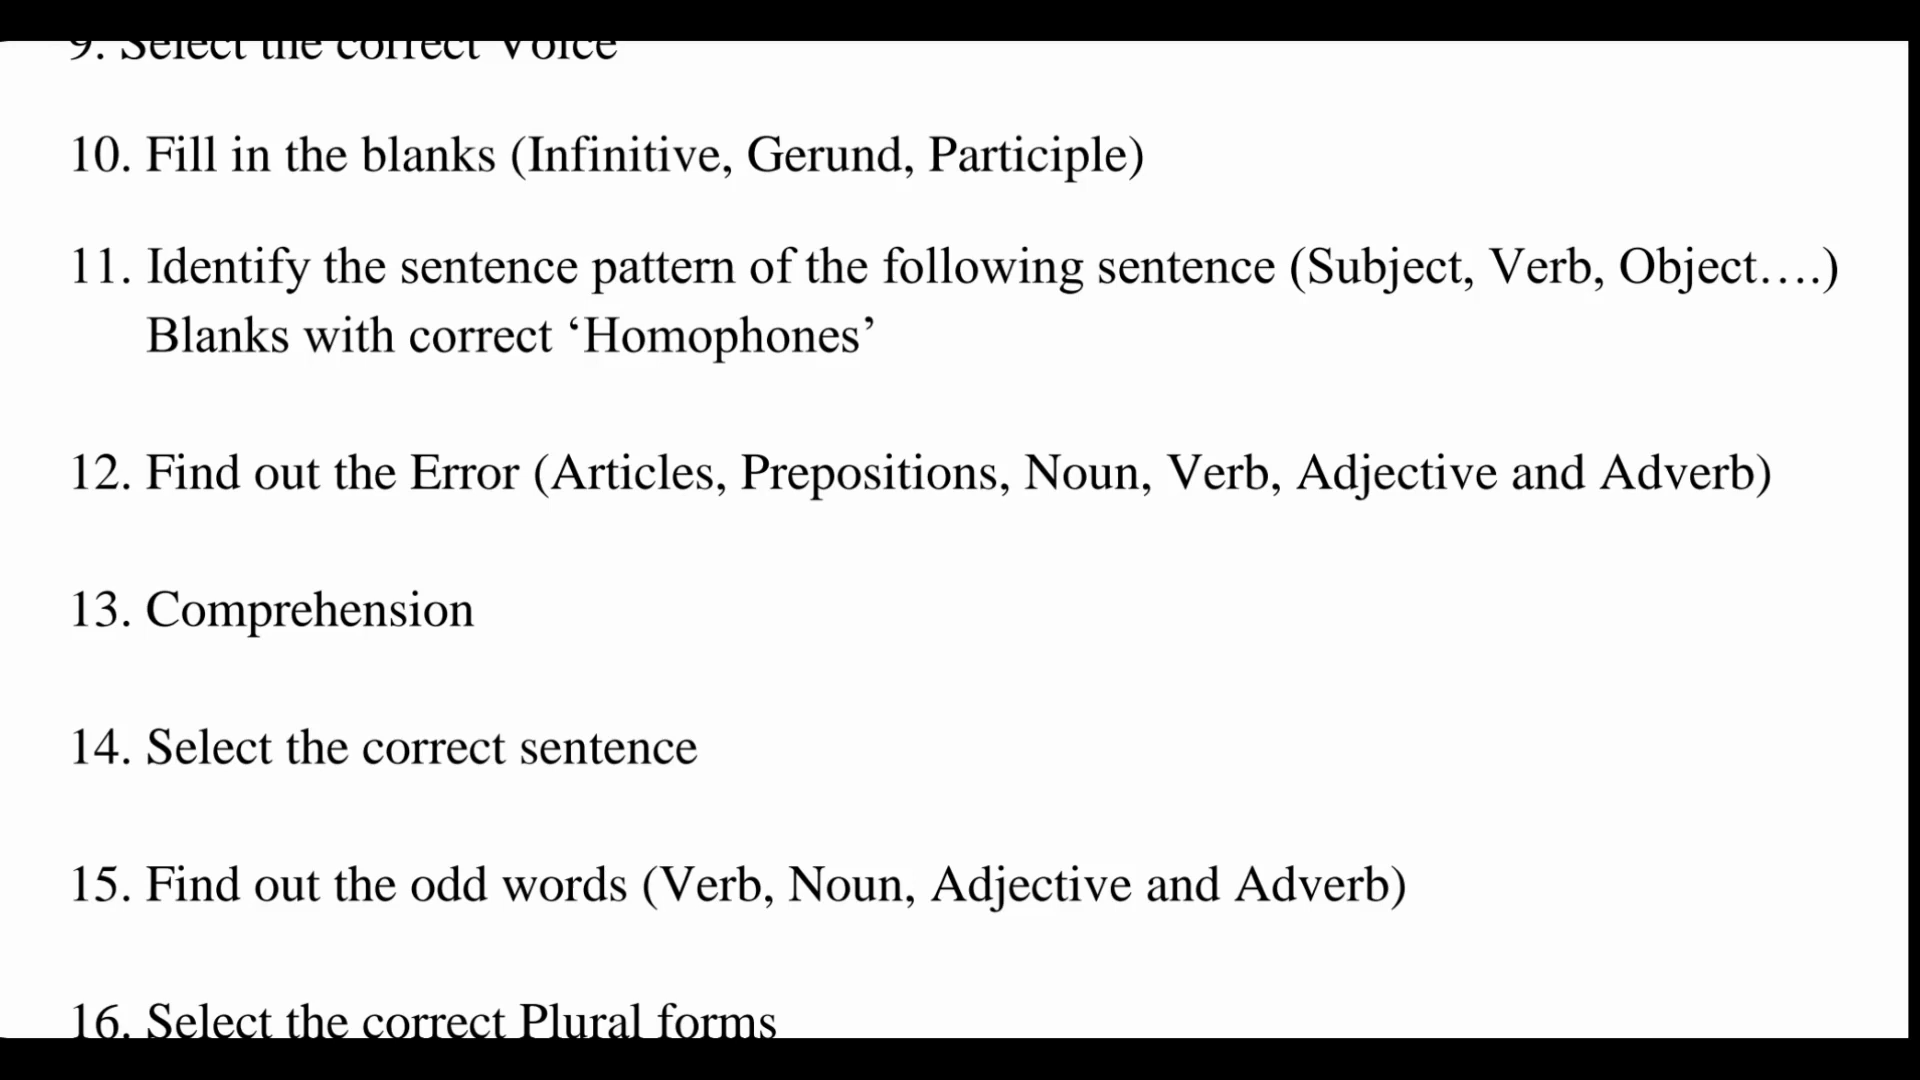 9. Select the correct Voice
10. Fill in the blanks (Infinitive, Gerund, Participle)
11. Identify the sentence pattern of the following sentence (Subject, Verb, Object….)
Blanks with correct ‘Homophones’
12. Find out the Error (Articles, Prepositions, Noun, Verb, Adjective and Adverb)
13. Comprehension
14. Select the correct sentence
15. Find out the odd words (Verb, Noun, Adjective and Adverb)
16. Select the correct Plural forms